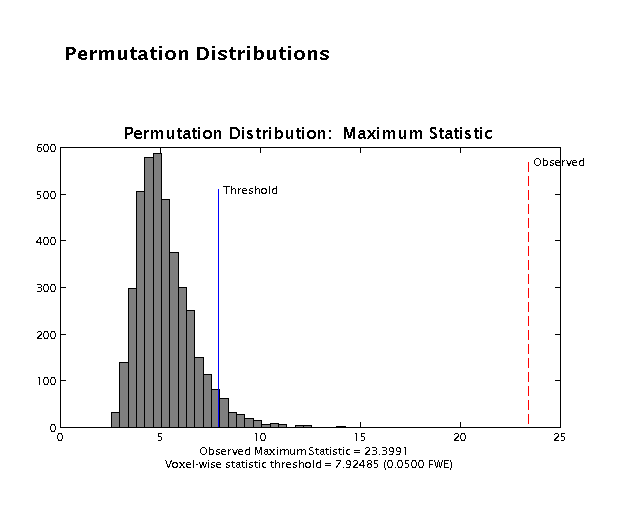 Permutation Distributions
Permutation Distribution:  Maximum Statistic
600
500
400
300
200
100
0
Threshold
Observed
0
5
10
15
20
25
Observed Maximum Statistic = 23.3991
Voxel-wise statistic threshold = 7.92485 (0.0500 FWE)